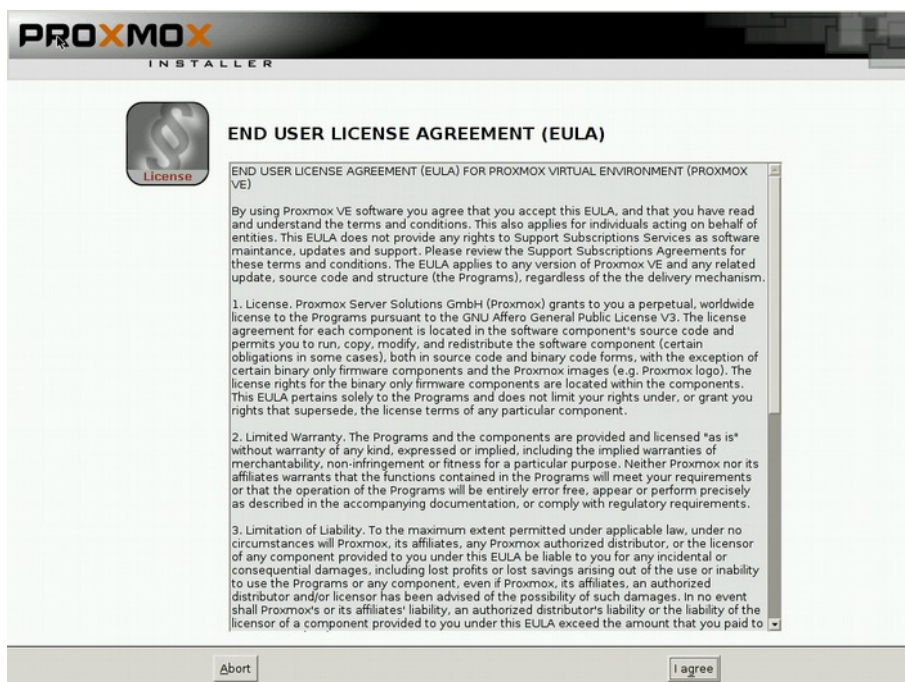 PROXMOX
INSTALLER
License
END USER LICENSE AGREEMENT (EULA)
END USER LICENSE AGREEMENT (EULA) FOR PROXMOX VIRTUAL ENVIRONMENT (PROXMOX
VE)
By using Proxmox VE software you agree that you accept this EULA, and that you have read
and understand the terms and conditions. This also applies for individuals acting on behalf of
entities. This EULA does not provide any rights to Support Subscriptions Services as software
maintance, updates and support. Please review the Support Subscriptions Agreements for
these terms and conditions. The EULA applies to any version of Proxmox VE and any related
update, source code and structure (the Programs), regardless of the the delivery mechanism.
1. License. Proxmox Server Solutions GmbH (Proxmox) grants to you a perpetual, worldwide
license to the Programs pursuant to the GNU Affero General Public License V3. The license
agreement for each component is located in the software component's source code and
permits you to run, copy, modify, and redistribute the software component (certain
obligations in some cases), both in source code and binary code forms, with the exception of
certain binary only firmware components and the Proxmox images (e.g. Proxmox logo). The
license rights for the binary only firmware components are located within the components.
This EULA pertains solely to the Programs and does not limit your rights under, or grant you
rights that supersede, the license terms of any particular component.
2. Limited Warranty. The Programs and the components are provided and licensed "as is"
without warranty of any kind, expressed or implied, including the implied warranties of
merchantability, non-infringement or fitness for a particular purpose. Neither Proxmox nor its
affiliates warrants that the functions contained in the Programs will meet your requirements
or that the operation of the Programs will be entirely error free, appear or perform precisely
as described in the accompanying documentation, or comply with regulatory requirements.
3. Limitation of Liability. To the maximum extent permitted under applicable law, under no
circumstances will Proxmox, its affiliates, any Proxmox authorized distributor, or the licensor
of any component provided to you under this EULA be liable to you for any incidental or
consequential damages, including lost profits or lost savings arising out of the use or inability
to use the Programs or any component, even if Proxmox, its affiliates, an authorized
distributor and/or licensor has been advised of the possibility of such damages. In no event
shall Proxmox's or its affiliates' liability, an authorized distributor's liability or the liability of the
licensor of a component provided to you under this EULA exceed the amount that you paid to
Abort
I agree